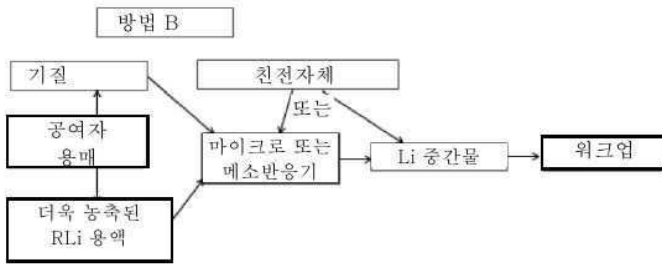 방법 B
기질
친전자체
또는
공여자
용매
마이크로 또는
메소반응기
Li 중간물
워크업
더욱 농축된
RLi 용액